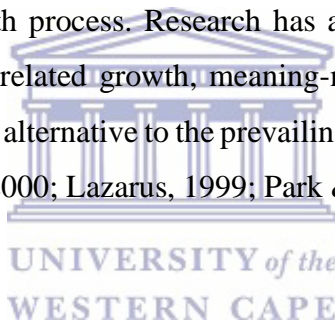 th process. Research has a
related growth, meaning-
alternative to the prevailin
000; Lazarus, 1999; Park
UNIVERSITY of the
WESTERN CAPE